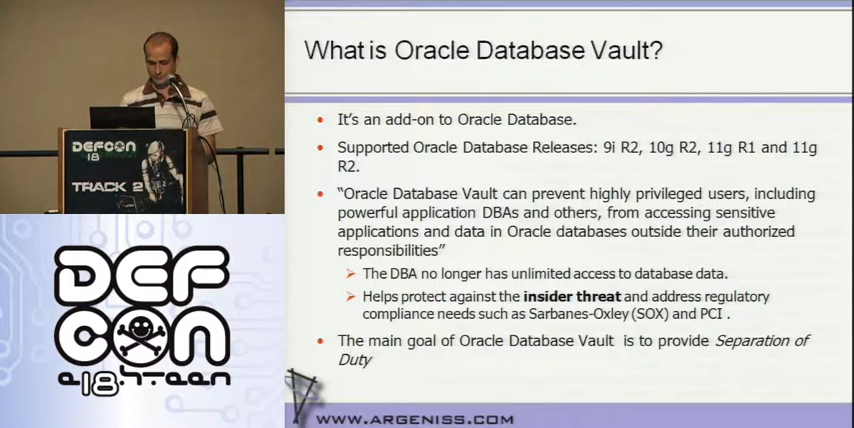 What is Oracle Database Vault?
• It's an add-on to Oracle Database.
• Supported Oracle Database Releases: 9i R2, 10g R2, 11g R1 and 11g
R2.
• "Oracle Database Vault can prevent highly privileged users, including
powerful application DBAs and others, from accessing sensitive
applications and data in Oracle databases outside their authorized
responsibilities"
➢ The DBA no longer has unlimited access to database data.
➢ Helps protect against the insider threat and address regulatory
compliance needs such as Sarbanes-Oxley (SOX) and PCI .
• The main goal of Oracle Database Vault is to provide Separation of
Duty
WWW.ARGENISS.COM
DEFCON
18
TRACK 2
DEF
CON
e18hteen